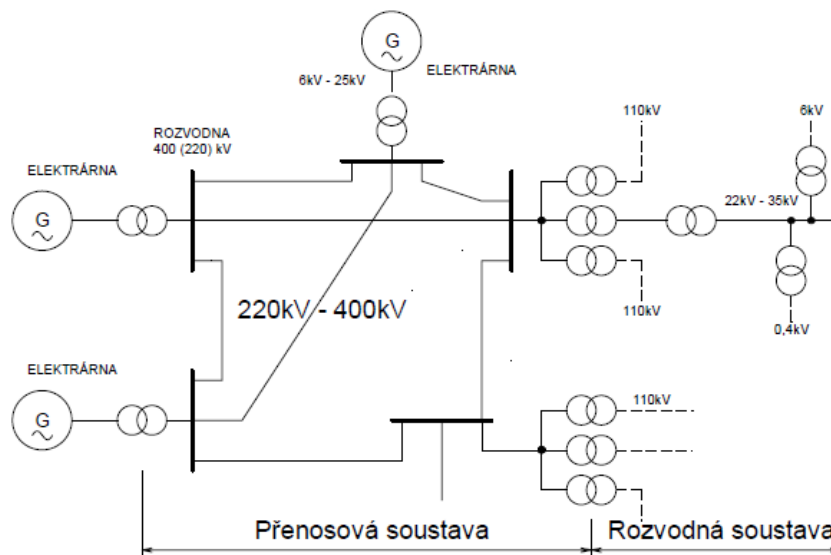 G
6kV - 25kV
ELEKTRÁRNA
ROZVODNA
400 (220) kV
110kV
6kV
ELEKTRÁRNA
G
22kV - 35kV
220kV - 400kV
110kV
0,4kV
ELEKTRÁRNA
G
110kV
Přenosová soustava
Rozvodná soustava